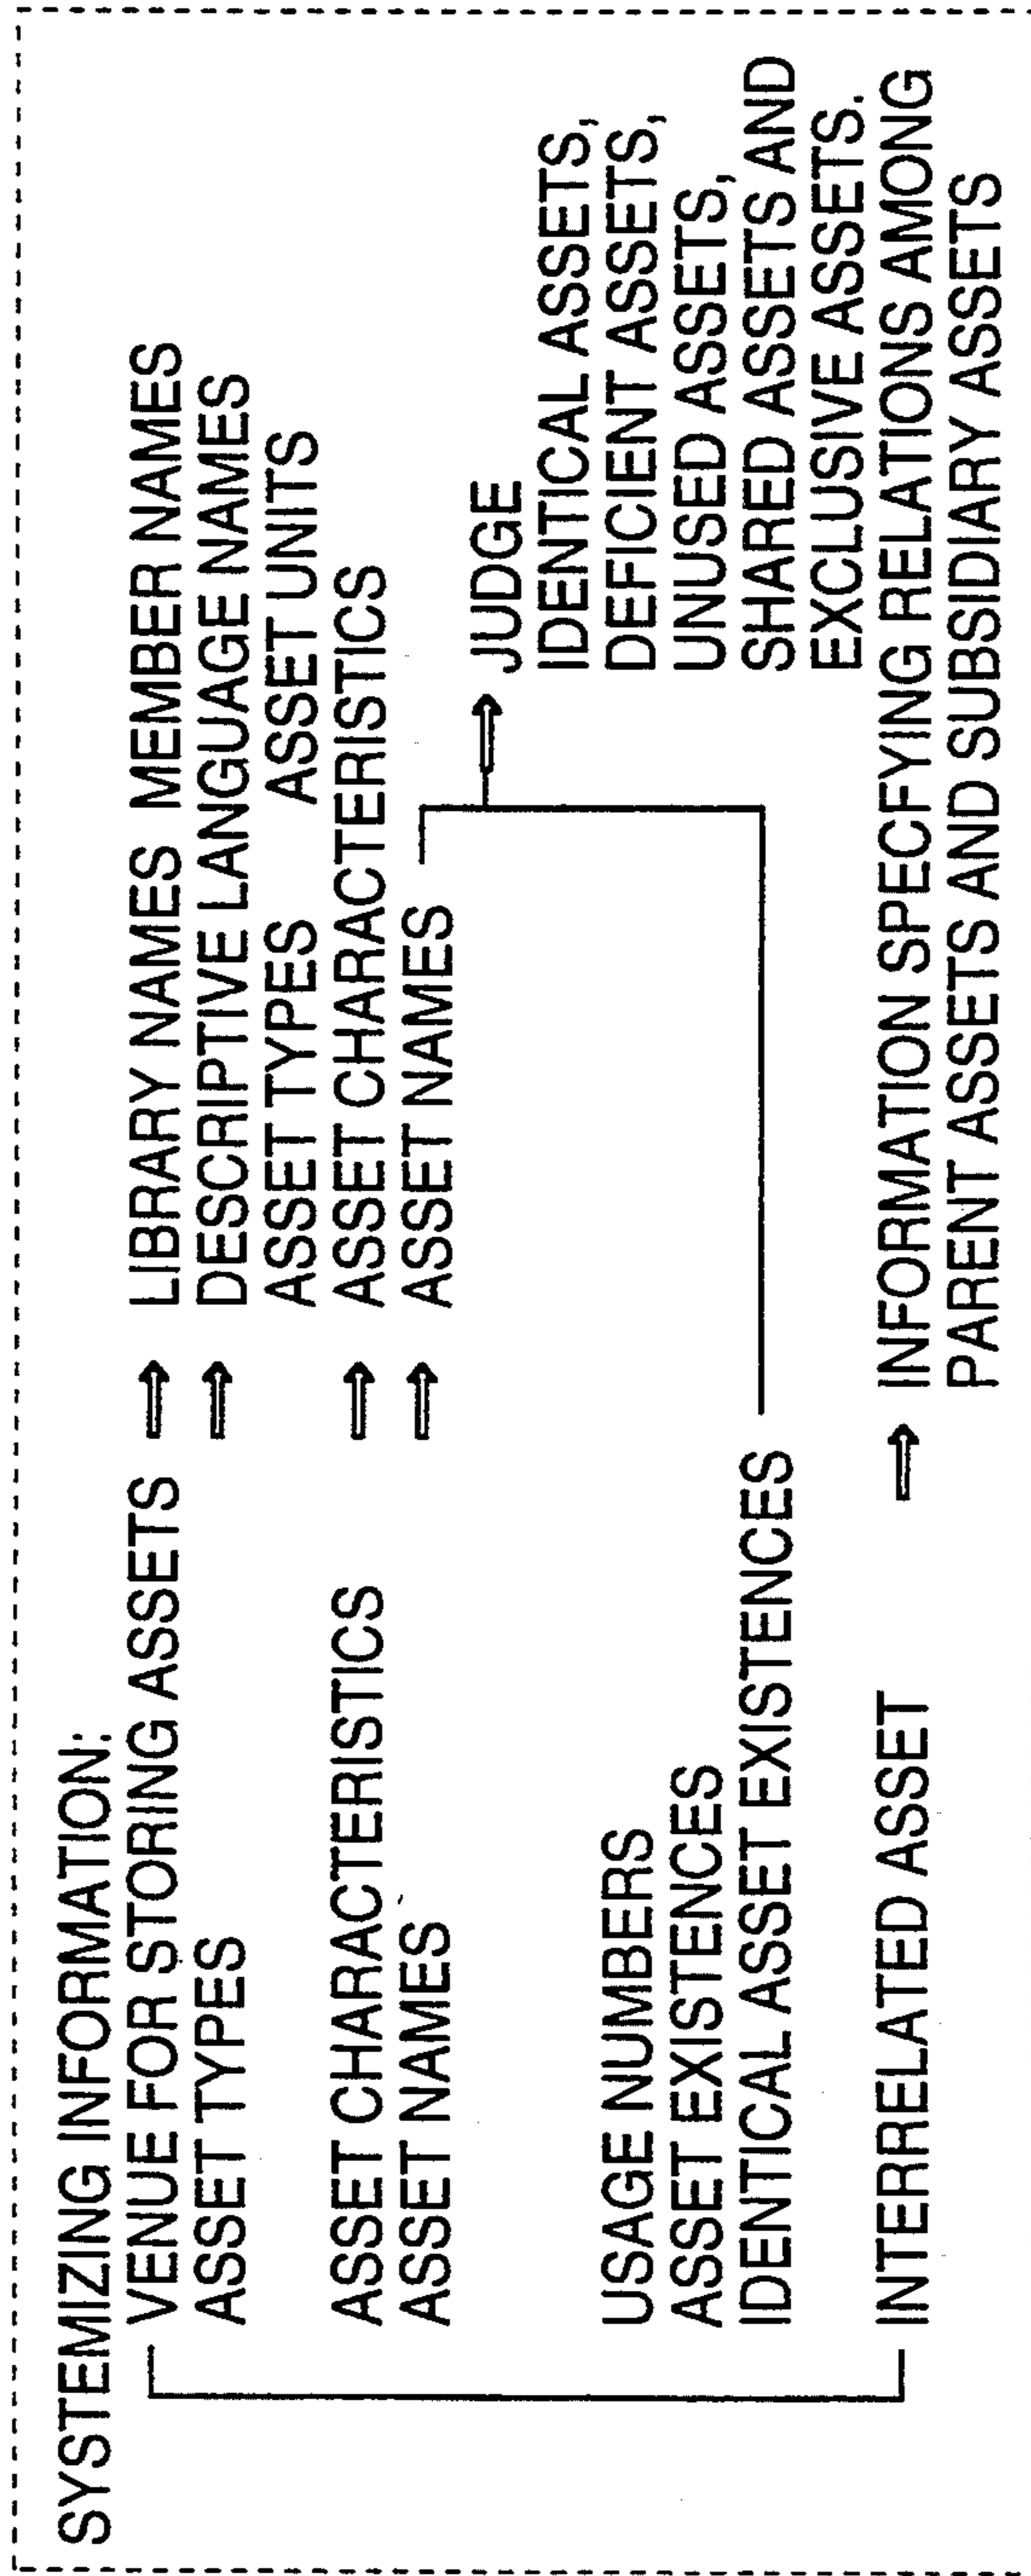 SYSTEMIZING INFORMATION:
VENUE FOR STORING ASSETS ⇒ LIBRARY NAMES MEMBER NAMES
ASSET TYPES ⇒ DESCRIPTIVE LANGUAGE NAMES
ASSET TYPES ASSET UNITS
ASSET CHARACTERISTICS ⇒ ASSET CHARACTERISTICS
ASSET NAMES ⇒ ASSET NAMES
JUDGE
IDENTICAL ASSETS,
DEFICIENT ASSETS,
UNUSED ASSETS,
SHARED ASSETS AND
EXCLUSIVE ASSETS.
USAGE NUMBERS
ASSET EXISTENCES
IDENTICAL ASSET EXISTENCES
INTERRELATED ASSET ⇒ INFORMATION SPECFYING RELATIONS AMONG
PARENT ASSETS AND SUBSIDIARY ASSETS